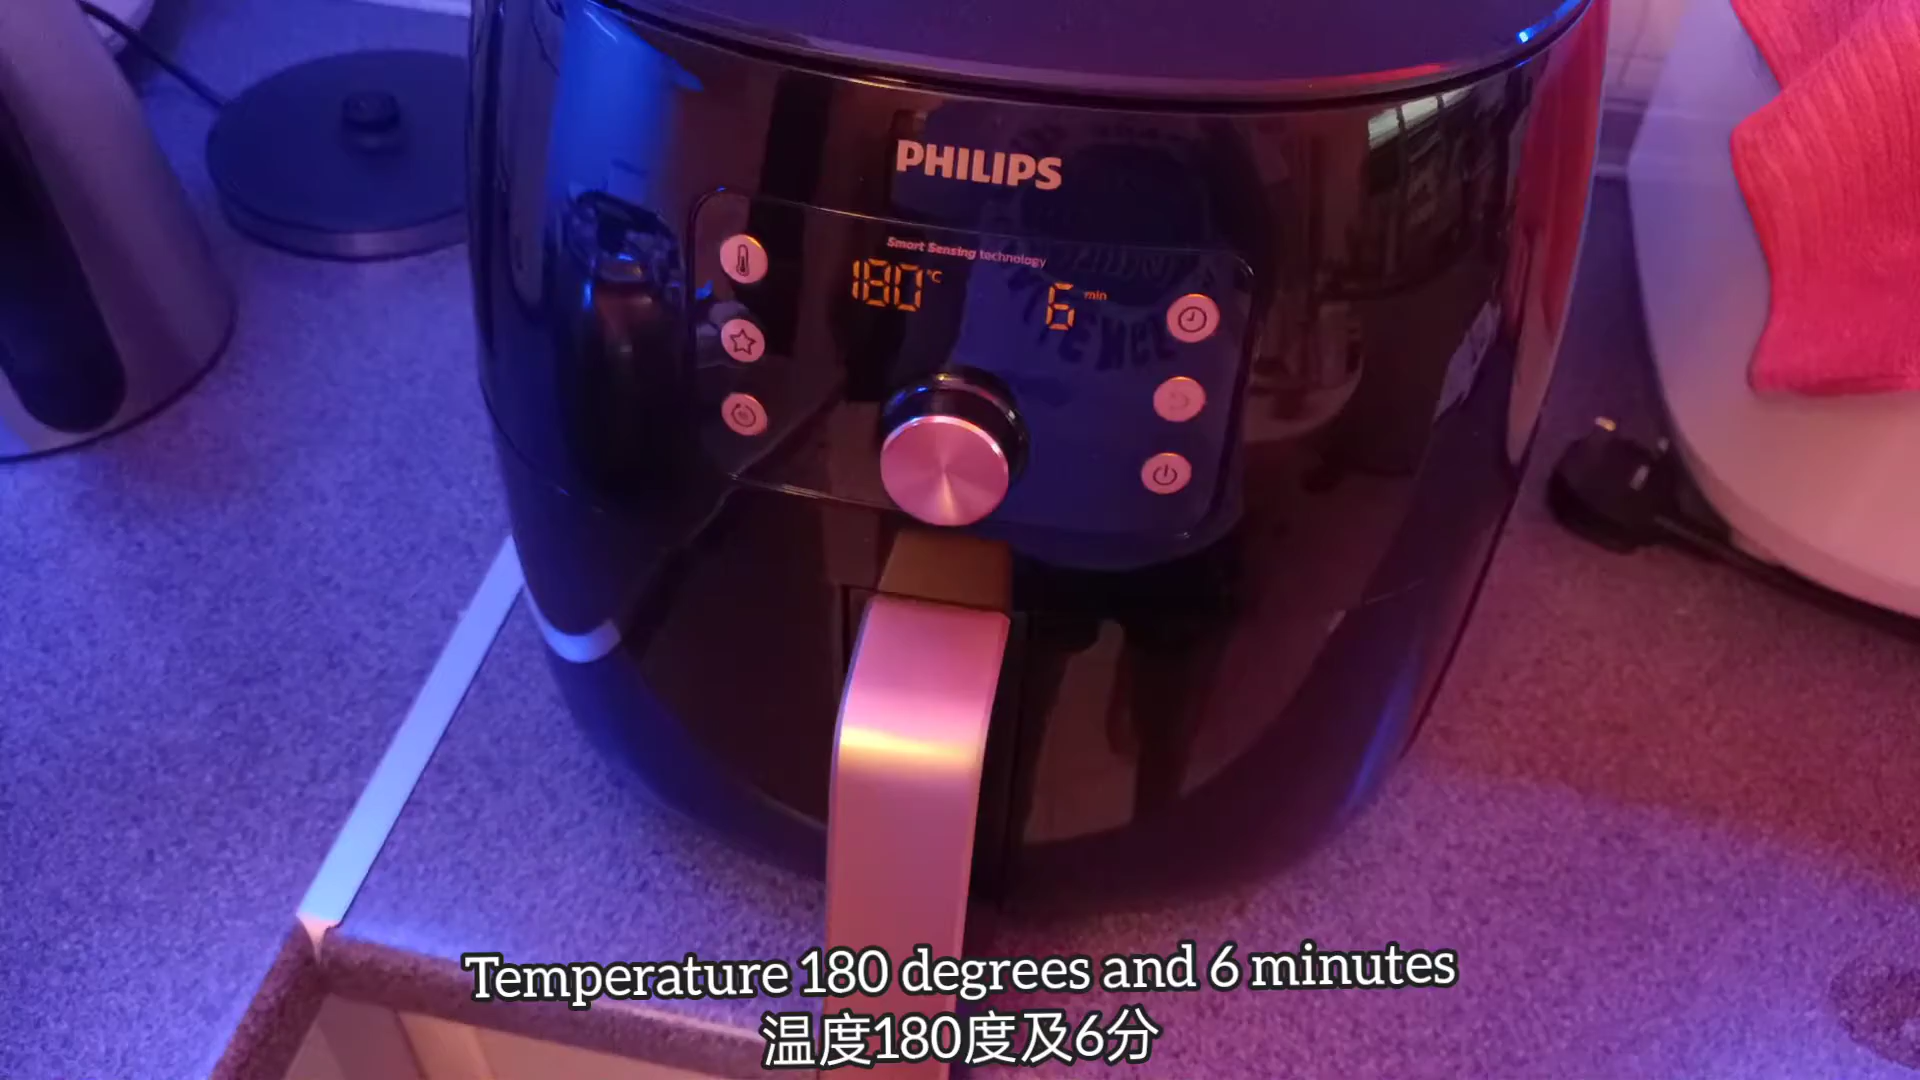 PHILIPS
Smart Sensing technology
180 °C
6 min
Temperature 180 degrees and 6 minutes
温度180度及6分